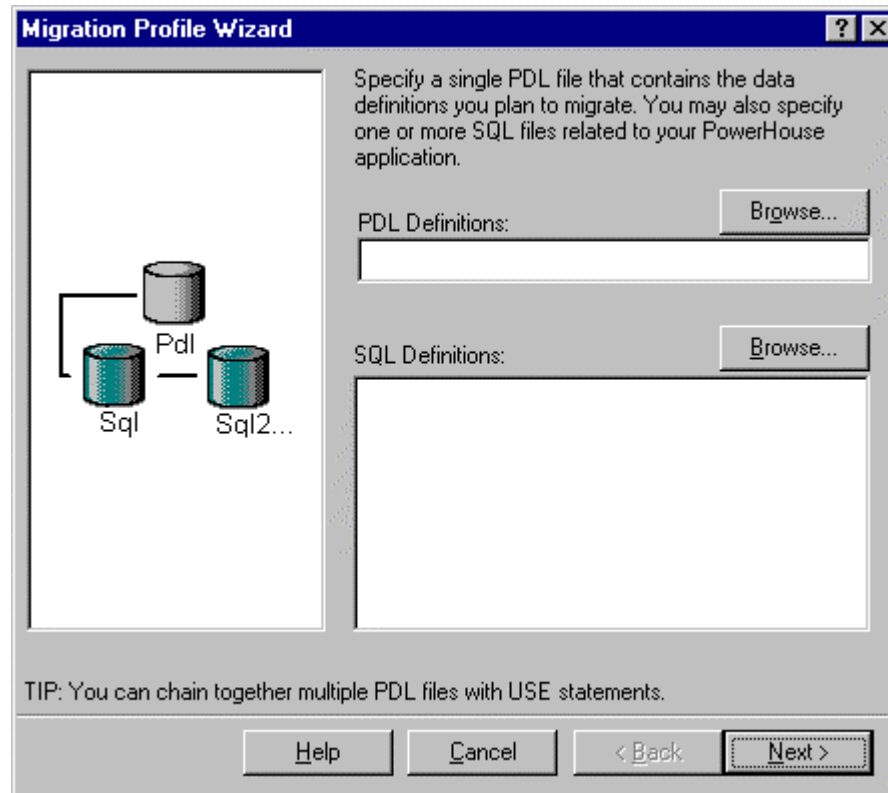 Migration Profile Wizard
Specify a single PDL file that contains the data
definitions you plan to migrate. You may also specify
one or more SQL files related to your PowerHouse
application.
PDL Definitions:
Browse...
SQL Definitions:
Browse...
Pdl
Sql
Sql2...
TIP: You can chain together multiple PDL files with USE statements.
Help
Cancel
< Back
Next >